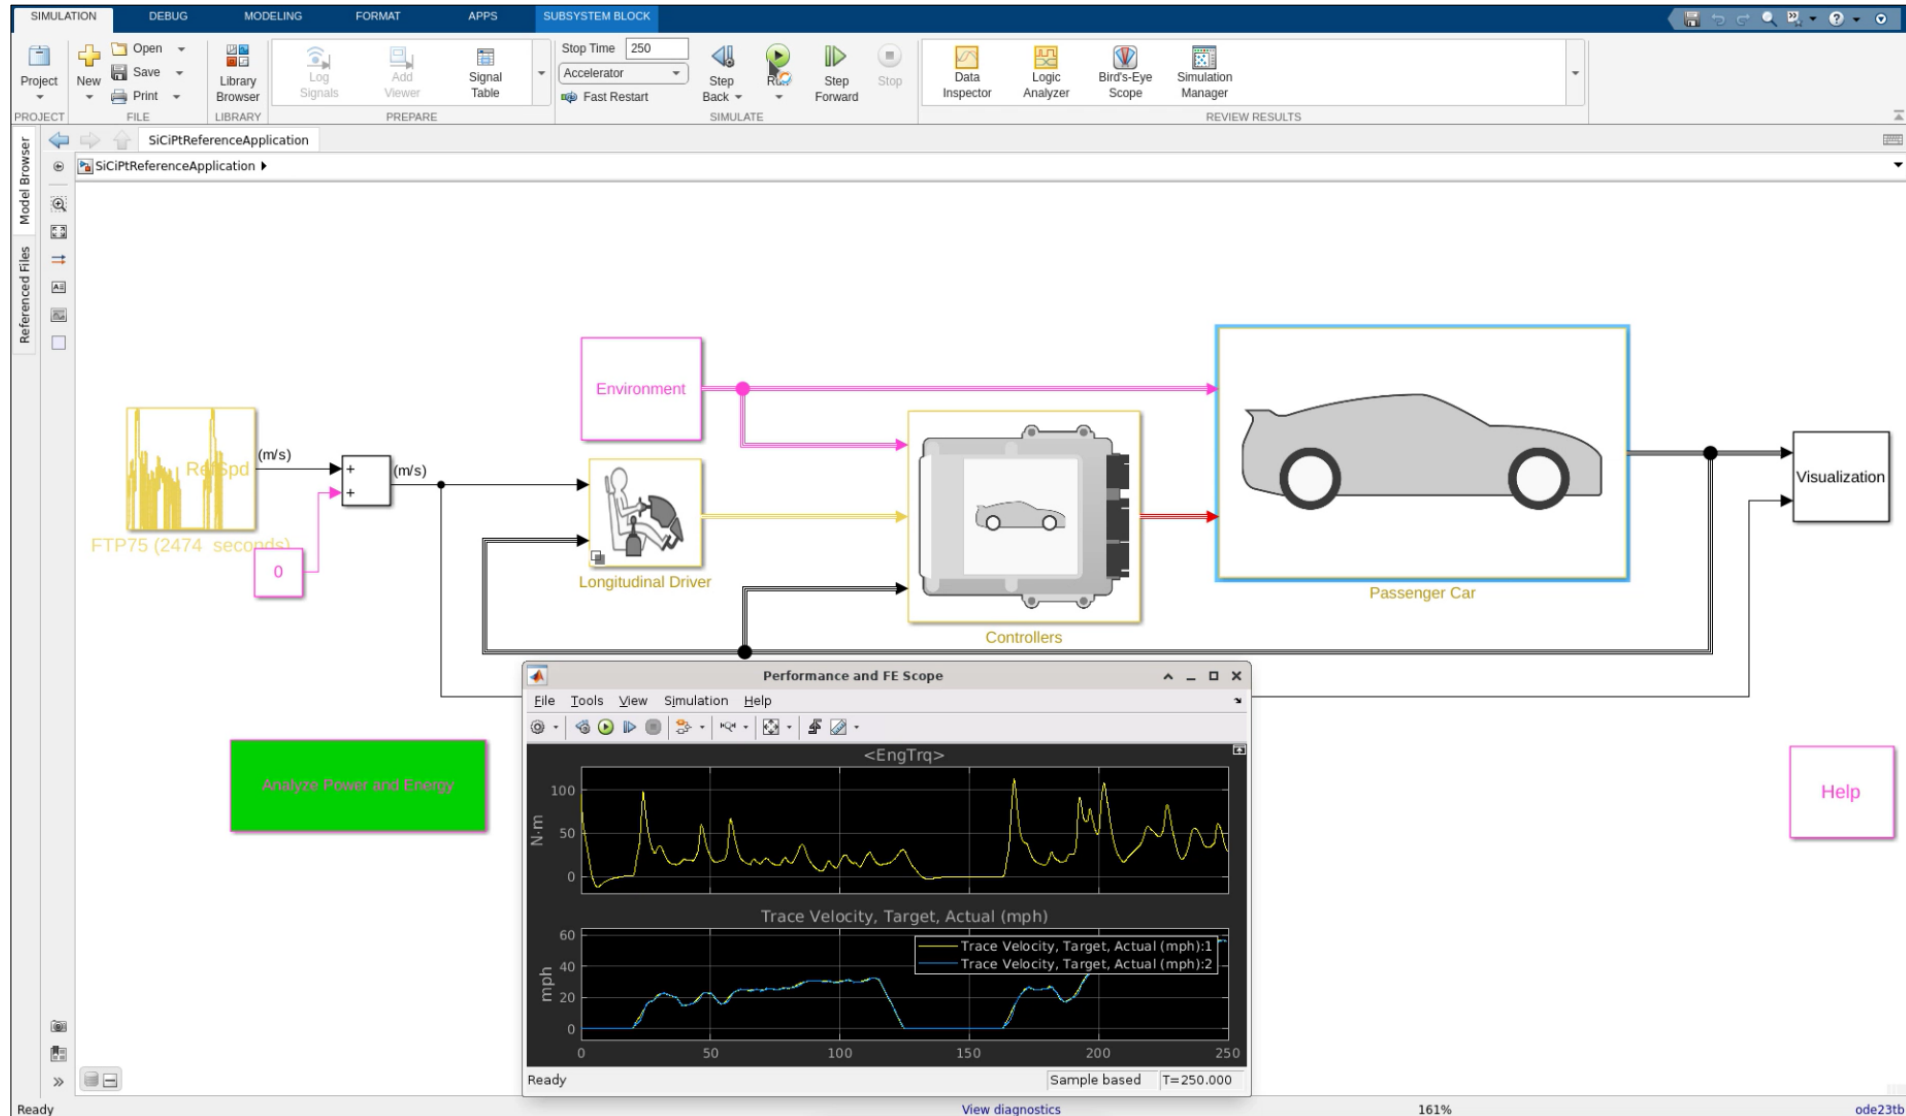 SIMULATION DEBUG MODELING FORMAT APPS SUBSYSTEM BLOCK
Project
New
Open
Save
Print
Library Browser
Log Signals
Add Viewer
Signal Table
Stop Time 250
Accelerator
Fast Restart
Step Back
Run
Step Forward
Stop
Data Inspector
Logic Analyzer
Bird's-Eye Scope
Simulation Manager
PROJECT FILE LIBRARY PREPARE SIMULATE REVIEW RESULTS
Model Browser
Referenced Files
SiCiPtReferenceApplication
SiCiPtReferenceApplication
Environment
RefSpd
(m/s)
(m/s)
+
+
FTP75 (2474 seconds)
0
Longitudinal Driver
Controllers
Passenger Car
Visualization
Analyze Power and Energy
Help
Performance and FE Scope
File Tools View Simulation Help
<EngTrq>
100
50
0
N·m
Trace Velocity, Target, Actual (mph)
Trace Velocity, Target, Actual (mph):1
Trace Velocity, Target, Actual (mph):2
60
40
20
0
mph
0 50 100 150 200 250
Ready Sample based T=250.000
Ready View diagnostics 161% ode23tb